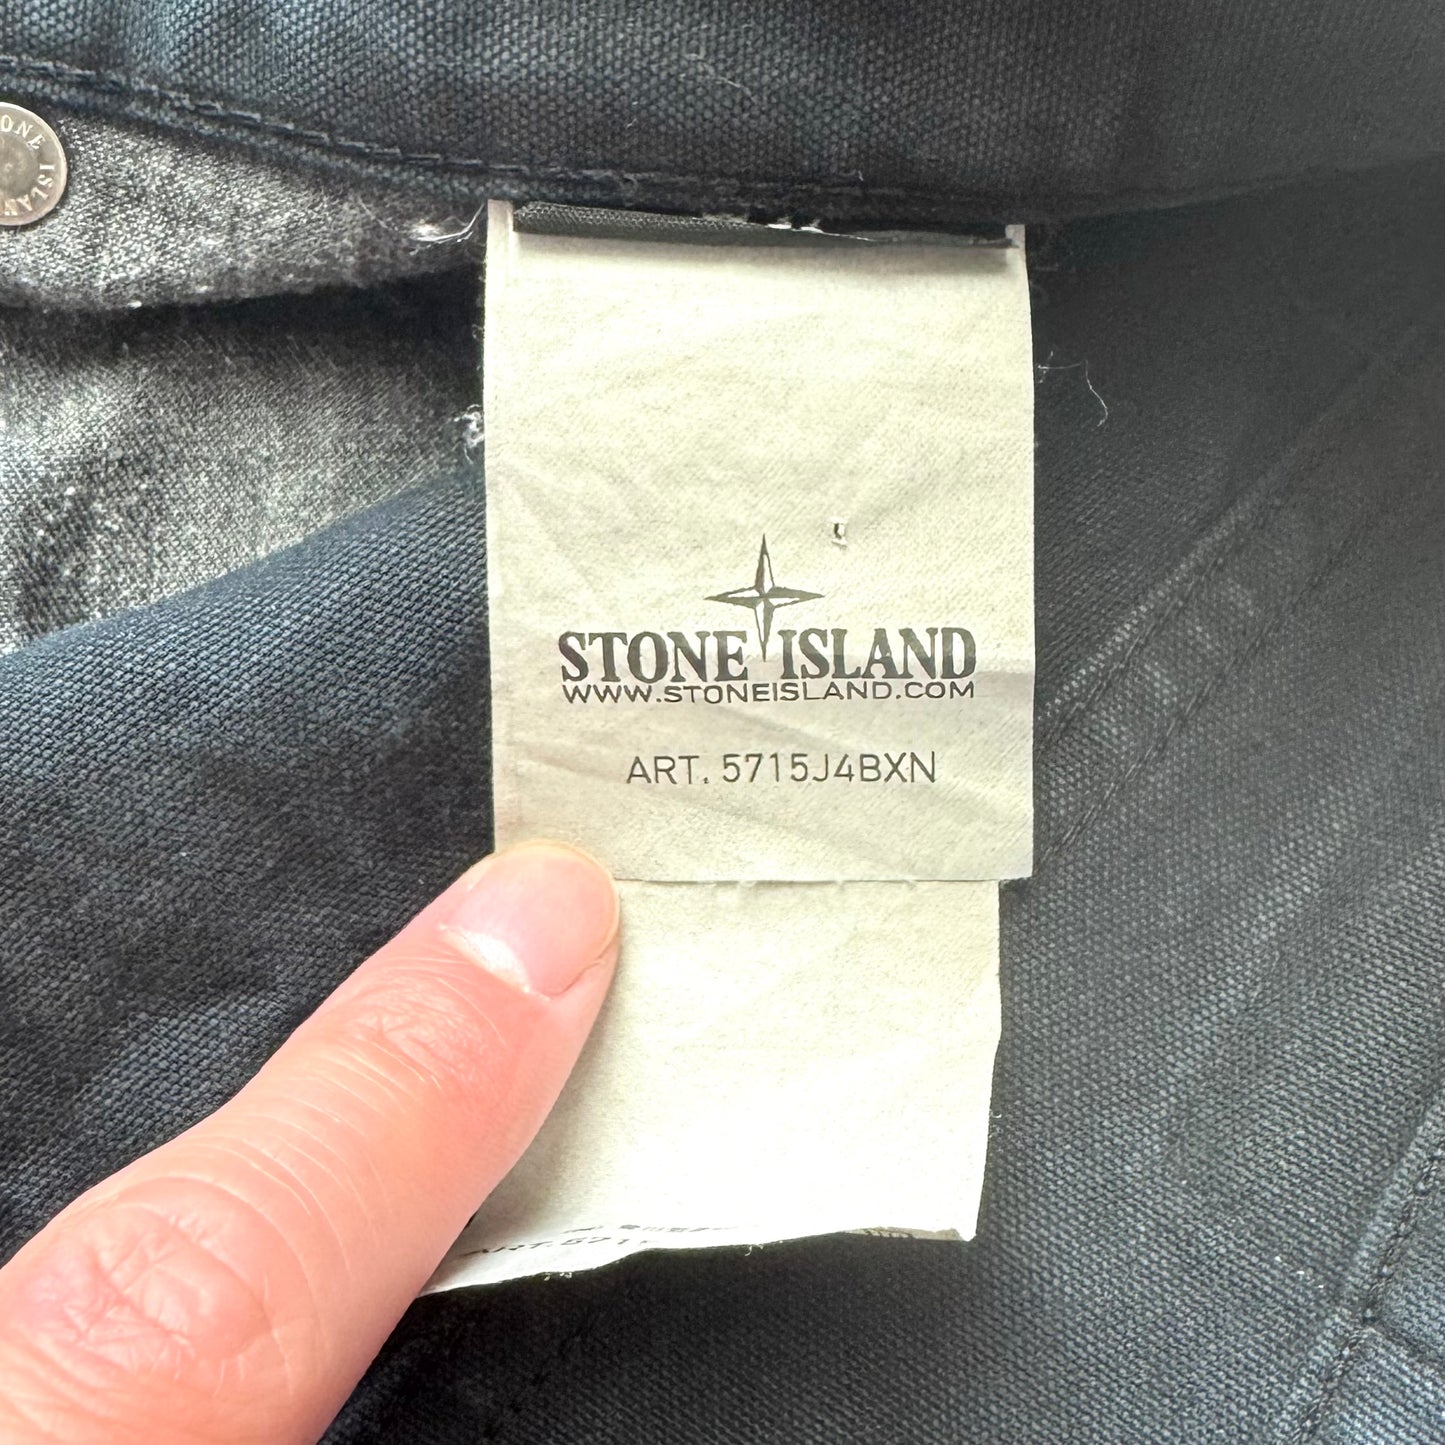 STONE ISLAND
WWW.STONEISLAND.COM
ART. 5715J4BXN